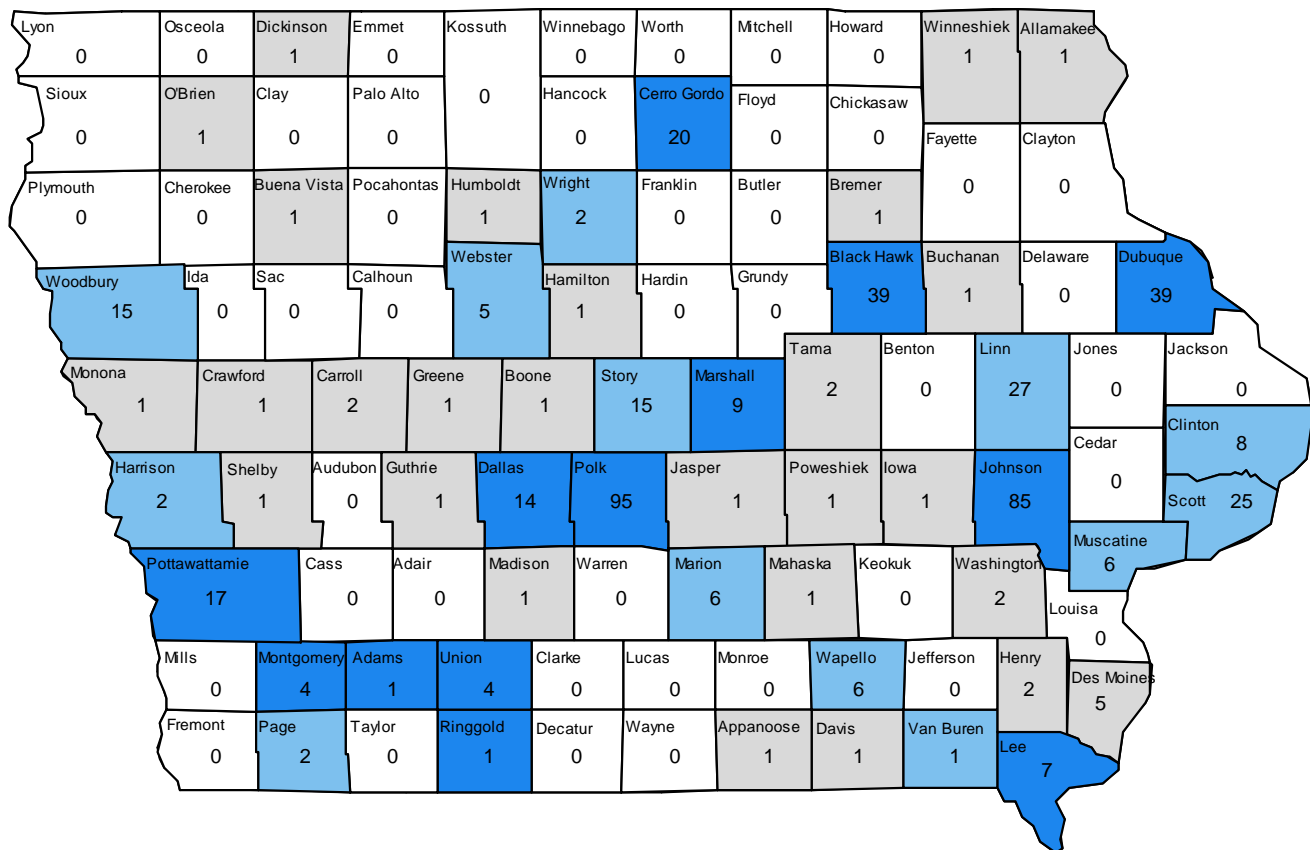 Lyon Osceola Dickinson Emmet Kossuth Winnebago Worth Mitchell Howard Winneshiek Allamakee
0 0 1 0 0 0 0 0 1 1
Sioux O'Brien Clay Palo Alto 0 Hancock Cerro Gordo Floyd Chickasaw
0 1 0 0 0 20 0 0 Fayette Clayton
Plymouth Cherokee Buena Vista Pocahontas Humboldt Wright Franklin Butler Bremer 0 0
0 0 1 0 1 2 0 0 1
Woodbury Ida Sac Calhoun Webster Hamilton Hardin Grundy Black Hawk Buchanan Delaware Dubuque
15 0 0 0 5 1 0 0 39 1 0 39
Monona Crawford Carroll Greene Boone Story Marshall Tama Benton Linn Jones Jackson
1 1 2 1 1 15 9 2 0 27 0 0
Harrison Shelby Audubon Guthrie Dallas Polk Jasper Poweshiek Iowa Johnson Cedar Clinton
2 1 0 1 14 95 1 1 1 85 0 8
Scott 25
Pottawattamie Cass Adair Madison Warren Marion Mahaska Keokuk Washington Muscatine
17 0 0 1 0 6 1 0 2 6
Louisa
0
Mills Montgomery Adams Union Clarke Lucas Monroe Wapello Jefferson Henry Des Moines
0 4 1 4 0 0 0 6 0 2 5
Fremont Page Taylor Ringgold Decatur Wayne Appanoose Davis Van Buren Lee
0 2 0 1 0 0 1 1 1 7